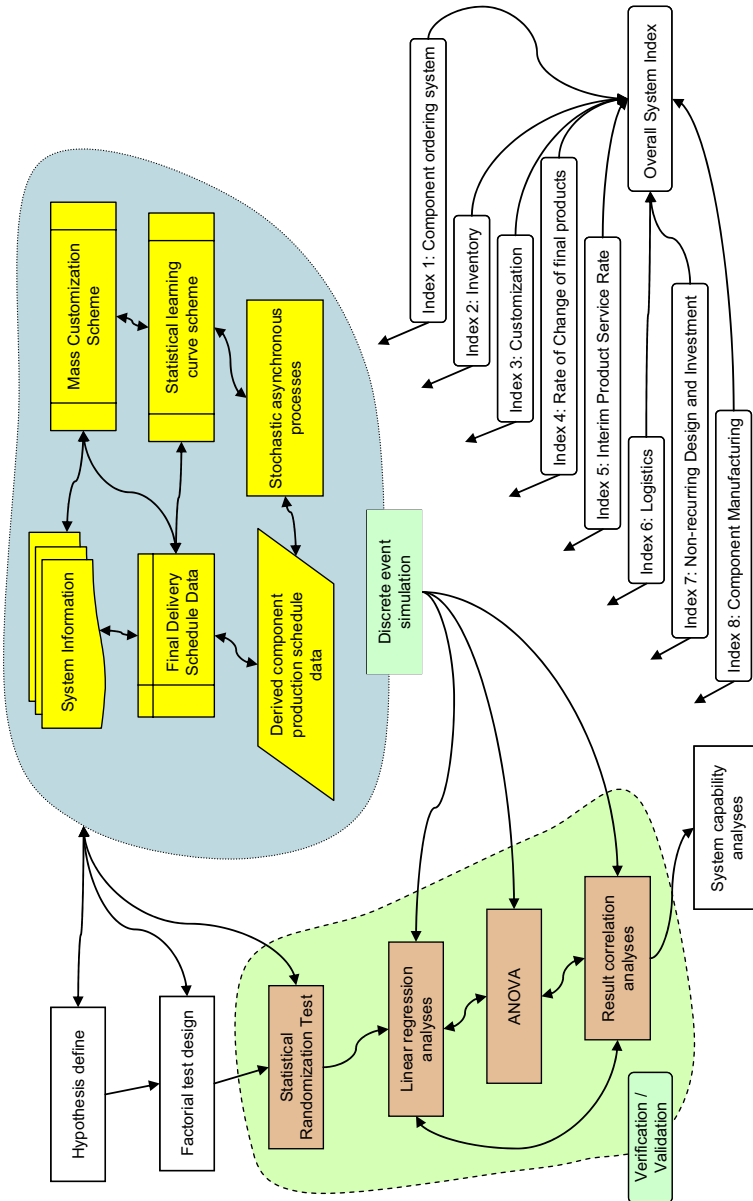 Hypothesis define
Factorial test design
Statistical
Randomization Test
Linear regression
analyses
ANOVA
Result correlation
analyses
Verification /
Validation
System capability
analyses
System Information
Final Delivery
Schedule Data
Derived component
production schedule
data
Mass Customization
Scheme
Statistical learning
curve scheme
Stochastic asynchronous
processes
Discrete event
simulation
Index 1: Component ordering system
Index 2: Inventory
Index 3: Customization
Index 4: Rate of Change of final products
Index 5: Interim Product Service Rate
Index 6: Logistics
Index 7: Non-recurring Design and Investment
Index 8: Component Manufacturing
Overall System Index